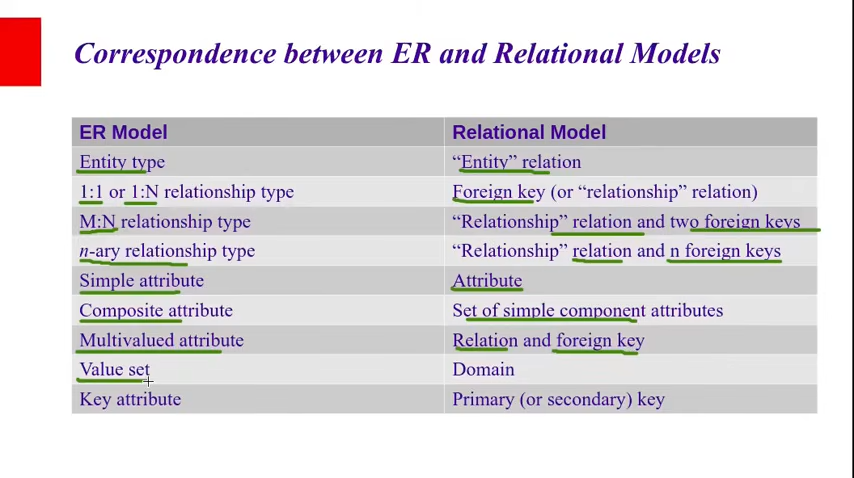 Correspondence between ER and Relational Models
ER Model Relational Model
Entity type “Entity” relation
1:1 or 1:N relationship type Foreign key (or “relationship” relation)
M:N relationship type “Relationship” relation and two foreign keys
n-ary relationship type “Relationship” relation and n foreign keys
Simple attribute Attribute
Composite attribute Set of simple component attributes
Multivalued attribute Relation and foreign key
Value set Domain
Key attribute Primary (or secondary) key